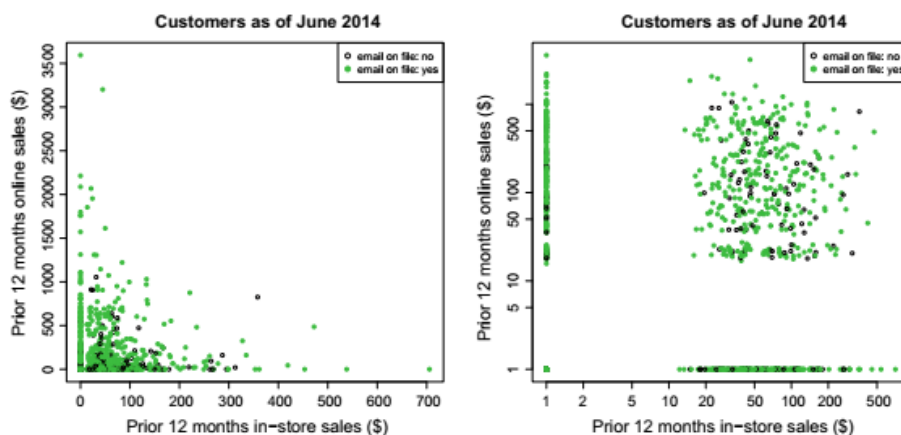 Customers as of June 2014
email on file: no
email on file: yes
Prior 12 months online sales ($)
3500
3000
2500
2000
1500
1000
500
0
0 100 200 300 400 500 600 700
Prior 12 months in-store sales ($)
Customers as of June 2014
email on file: no
email on file: yes
Prior 12 months online sales ($)
5000
100
50
10
5
1
1 2 5 10 20 50 100 500
Prior 12 months in-store sales ($)